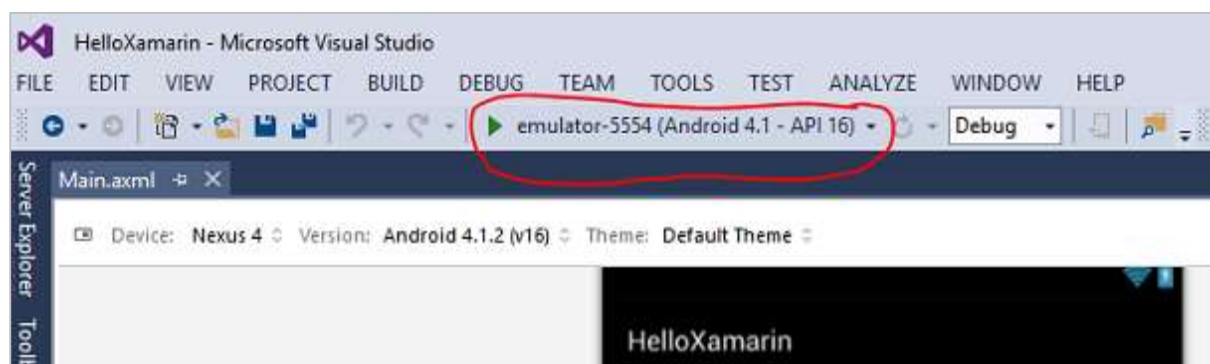 HelloXamarin - Microsoft Visual Studio
FILE EDIT VIEW PROJECT BUILD DEBUG TEAM TOOLS TEST ANALYZE WINDOW HELP
emulator-5554 (Android 4.1 - API 16) Debug
Server Explorer
Main.axml
Device: Nexus 4 Version: Android 4.1.2 (v16) Theme: Default Theme
HelloXamarin